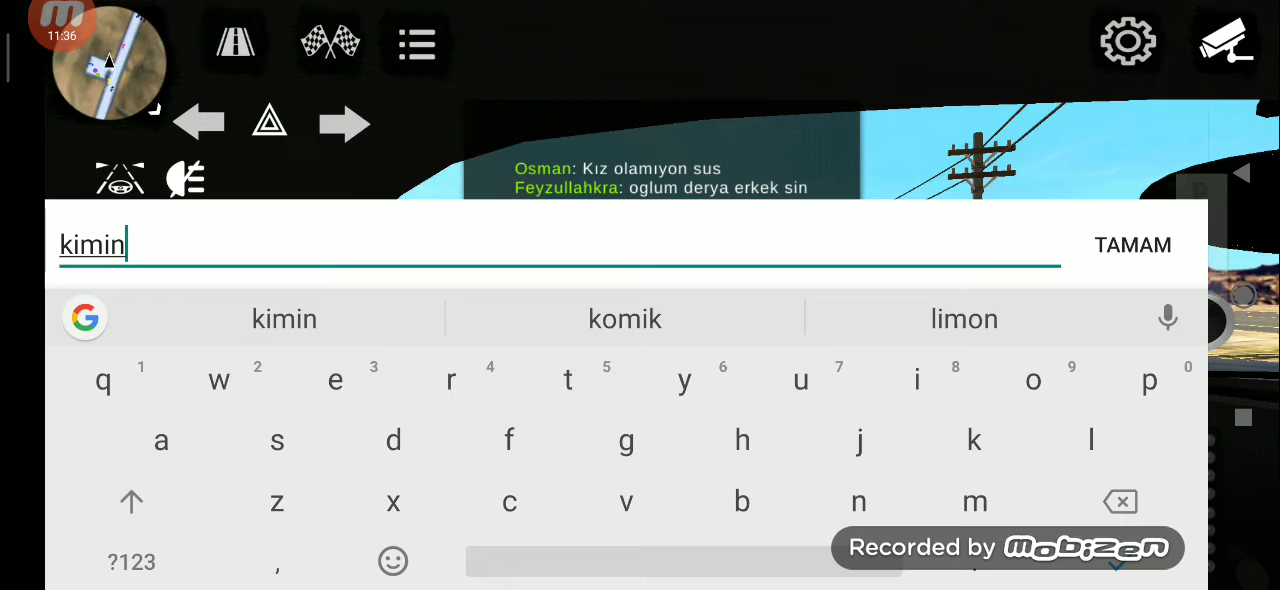 11:36
Osman: Kız olamıyon sus
Feyzullahkra: oglum derya erkek sin
kimin
TAMAM
kimin komik limon
q 1 w 2 e 3 r 4 t 5 y 6 u 7 i 8 o 9 p 0
a s d f g h j k l
z x c v b n m
?123 , .
Recorded by mobizen